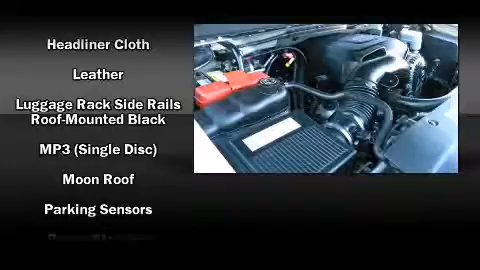 Headliner Cloth
Leather
Luggage Rack Side Rails
Roof-Mounted Black
MP3 (Single Disc)
Moon Roof
Parking Sensors